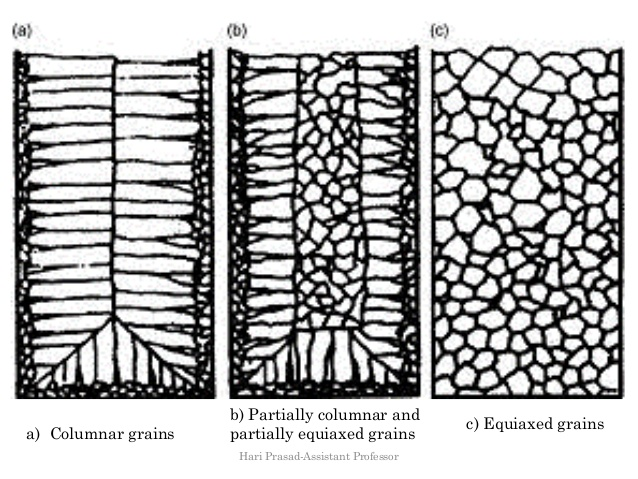 (a)
(b)
(c)
a) Columnar grains
b) Partially columnar and
partially equiaxed grains
c) Equiaxed grains
Hari Prasad-Assistant Professor